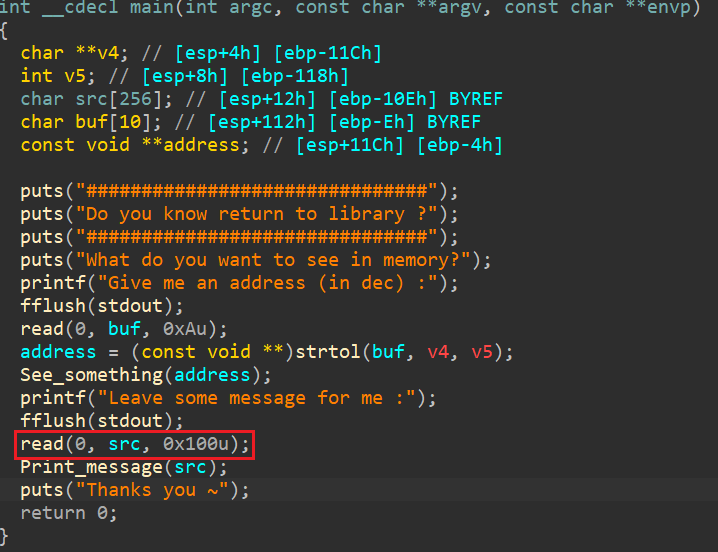 int __cdecl main(int argc, const char **argv, const char **envp)
{
char **v4; // [esp+4h] [ebp-11Ch]
int v5; // [esp+8h] [ebp-118h]
char src[256]; // [esp+12h] [ebp-10Eh] BYREF
char buf[10]; // [esp+112h] [ebp-Eh] BYREF
const void **address; // [esp+11Ch] [ebp-4h]
puts("###############################");
puts("Do you know return to library ?");
puts("###############################");
puts("What do you want to see in memory?");
printf("Give me an address (in dec) :");
fflush(stdout);
read(0, buf, 0xAu);
address = (const void **)strtol(buf, v4, v5);
See_something(address);
printf("Leave some message for me :");
fflush(stdout);
read(0, src, 0x100u);
Print_message(src);
puts("Thanks you ~");
return 0;
}